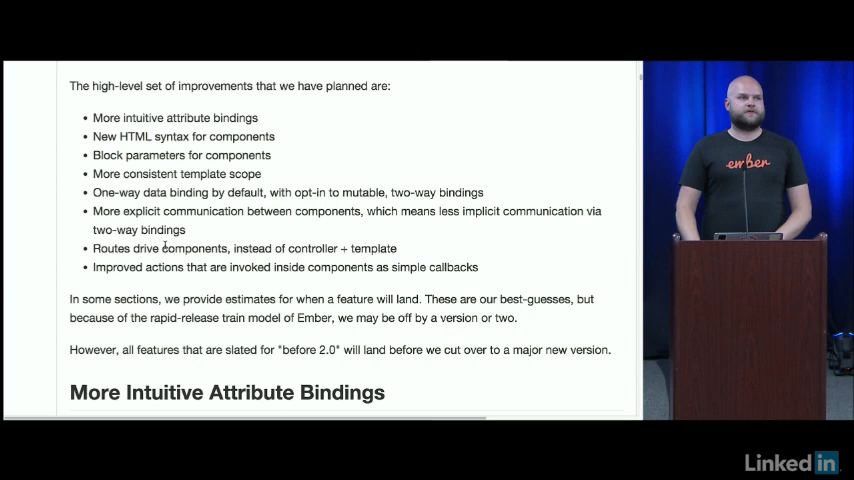 The high-level set of improvements that we have planned are:
• More intuitive attribute bindings
• New HTML syntax for components
• Block parameters for components
• More consistent template scope
• One-way data binding by default, with opt-in to mutable, two-way bindings
• More explicit communication between components, which means less implicit communication via
two-way bindings
• Routes drive components, instead of controller + template
• Improved actions that are invoked inside components as simple callbacks
In some sections, we provide estimates for when a feature will land. These are our best-guesses, but
because of the rapid-release train model of Ember, we may be off by a version or two.
However, all features that are slated for "before 2.0" will land before we cut over to a major new version.
More Intuitive Attribute Bindings
ember
Linked in